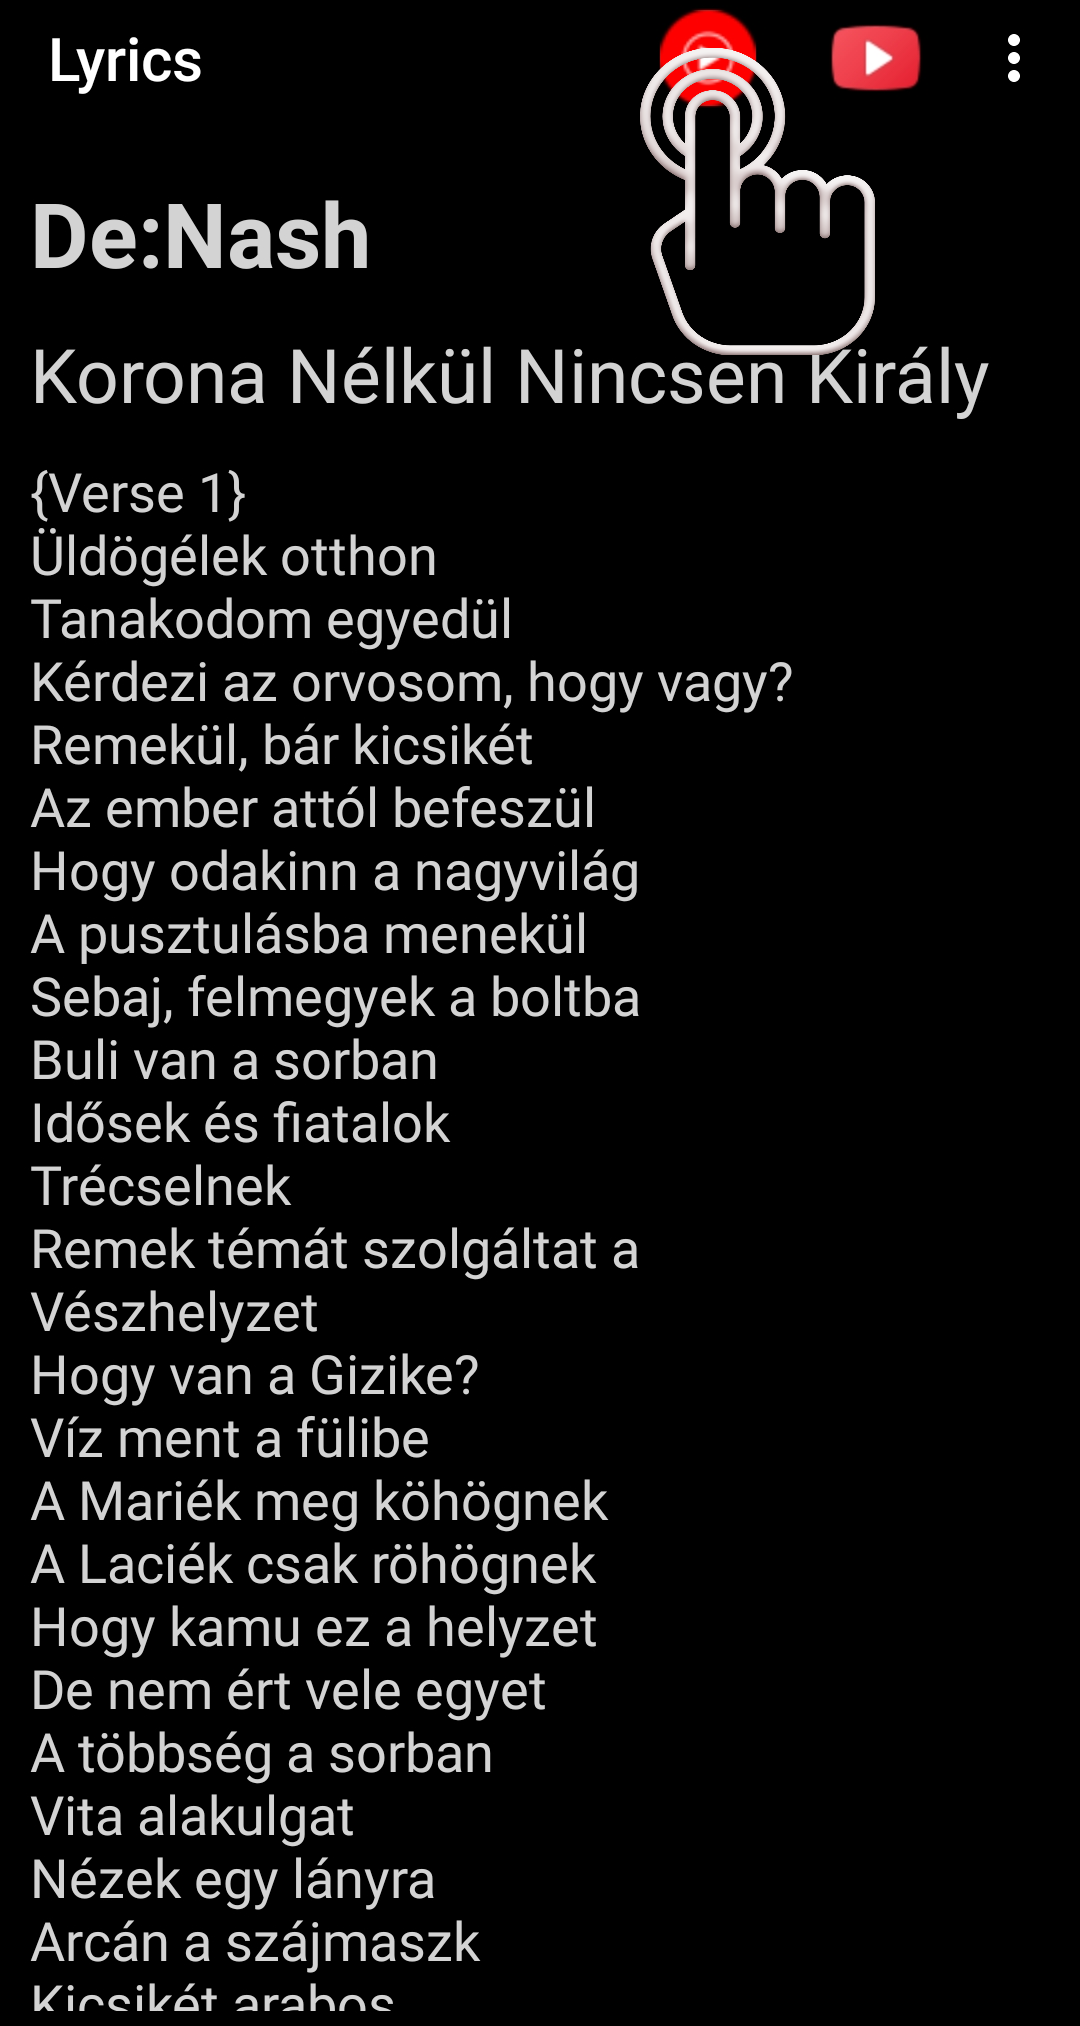 Lyrics
De:Nash
Korona Nélkül Nincsen Király
{Verse 1}
Üldögélek otthon
Tanakodom egyedül
Kérdezi az orvosom, hogy vagy?
Remekül, bár kicsikét
Az ember attól befeszül
Hogy odakinn a nagyvilág
A pusztulásba menekül
Sebaj, felmegyek a boltba
Buli van a sorban
Idősek és fiatalok
Trécselnek
Remek témát szolgáltat a
Vészhelyzet
Hogy van a Gizike?
Víz ment a fülibe
A Mariék meg köhögnek
A Laciék csak röhögnek
Hogy kamu ez a helyzet
De nem ért vele egyet
A többség a sorban
Vita alakulgat
Nézek egy lányra
Arcán a szájmaszk
Kicsikét arabos